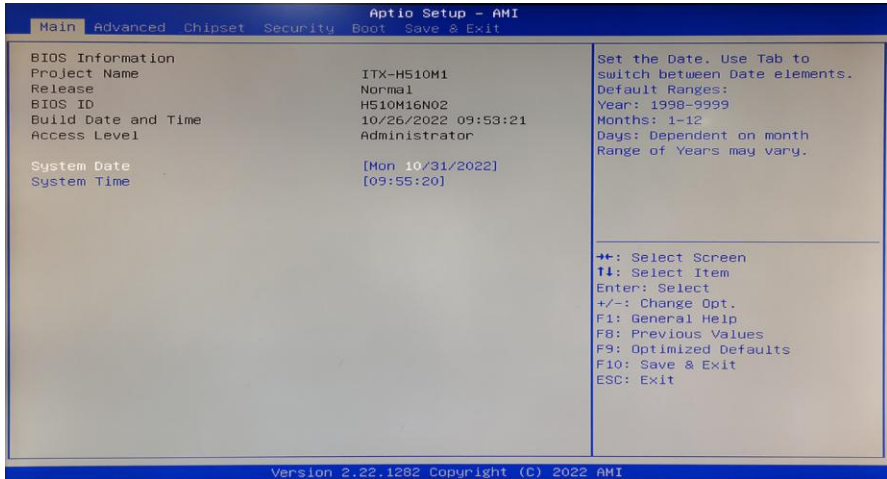 Aptio Setup – AMI
Main Advanced Chipset Security Boot Save & Exit
BIOS Information
Project Name ITX-H510M1
Release Normal
BIOS ID H510M16N02
Build Date and Time 10/26/2022 09:53:21
Access Level Administrator
System Date [Mon 10/31/2022]
System Time [09:55:20]
Set the Date. Use Tab to
switch between Date elements.
Default Ranges:
Year: 1998-9999
Months: 1-12
Days: Dependent on month
Range of Years may vary.
→←: Select Screen
↑↓: Select Item
Enter: Select
+/-: Change Opt.
F1: General Help
F8: Previous Values
F9: Optimized Defaults
F10: Save & Exit
ESC: Exit
Version 2.22.1282 Copyright (C) 2022 AMI